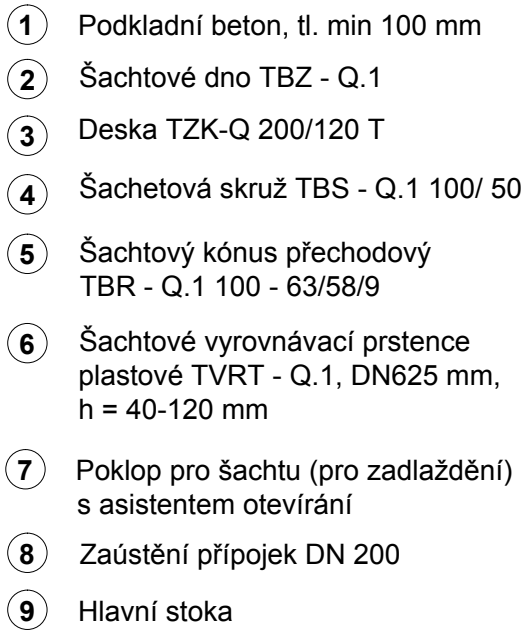 1 Podkladní beton, tl. min 100 mm
2 Šachtové dno TBZ - Q.1
3 Deska TZK-Q 200/120 T
4 Šachetová skruž TBS - Q.1 100/ 50
5 Šachtový kónus přechodový
TBR - Q.1 100 - 63/58/9
6 Šachtové vyrovnávací prstence
plastové TVRT - Q.1, DN625 mm,
h = 40-120 mm
7 Poklop pro šachtu (pro zadlaždění)
s asistentem otevírání
8 Zaústění přípojek DN 200
9 Hlavní stoka